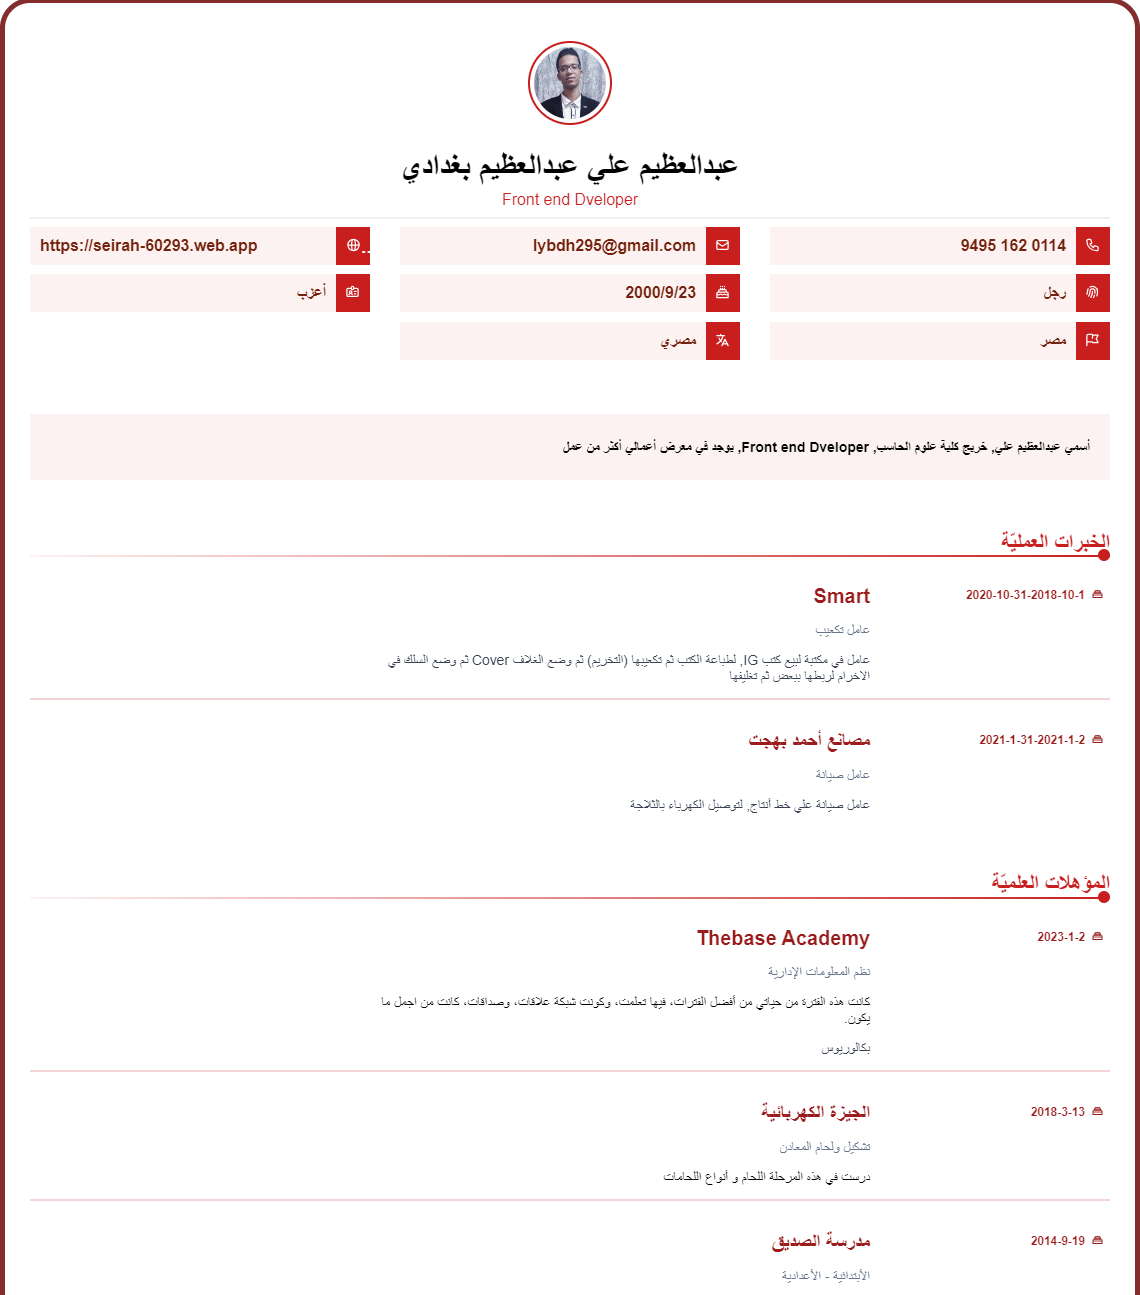 عبدالعظيم علي عبدالعظيم بغدادي
Front end Dveloper
9495 162 0114
lybdh295@gmail.com
https://seirah-60293.web.app
رجل
2000/9/23
أعزب
مصر
مصري
أسمي عبدالعظيم علي, خريج كلية علوم الحاسب, Front end Dveloper, يوجد في معرض أعمالي أكثر من عمل
الخبرات العمليّة
2020-10-31-2018-10-1
Smart
عامل تكعيب
عامل في مكتبة لبيع كتب IG, لطباعة الكتب ثم تكعيبها (التخريم) ثم وضع الغلاف Cover ثم وضع السلك في
الاخرام لربطها ببعض ثم تغليفها
2021-1-31-2021-1-2
مصانع أحمد بهجت
عامل صيانة
عامل صيانة علي خط أنتاج, لتوصيل الكهرباء بالثلاجة
المؤهلات العلميّة
2023-1-2
Thebase Academy
نظم المعلومات الإدارية
كانت هذه الفترة من حياتي من أفضل الفترات، فيها تعلمت، وكونت شبكة علاقات، وصداقات، كانت من اجمل ما
يكون.
بكالوريوس
2018-3-13
الجيزة الكهربائية
تشكيل ولحام المعادن
درست في هذه المرحلة اللحام و أنواع اللحامات
2014-9-19
مدرسة الصديق
الأبتدائية - الأعدادية